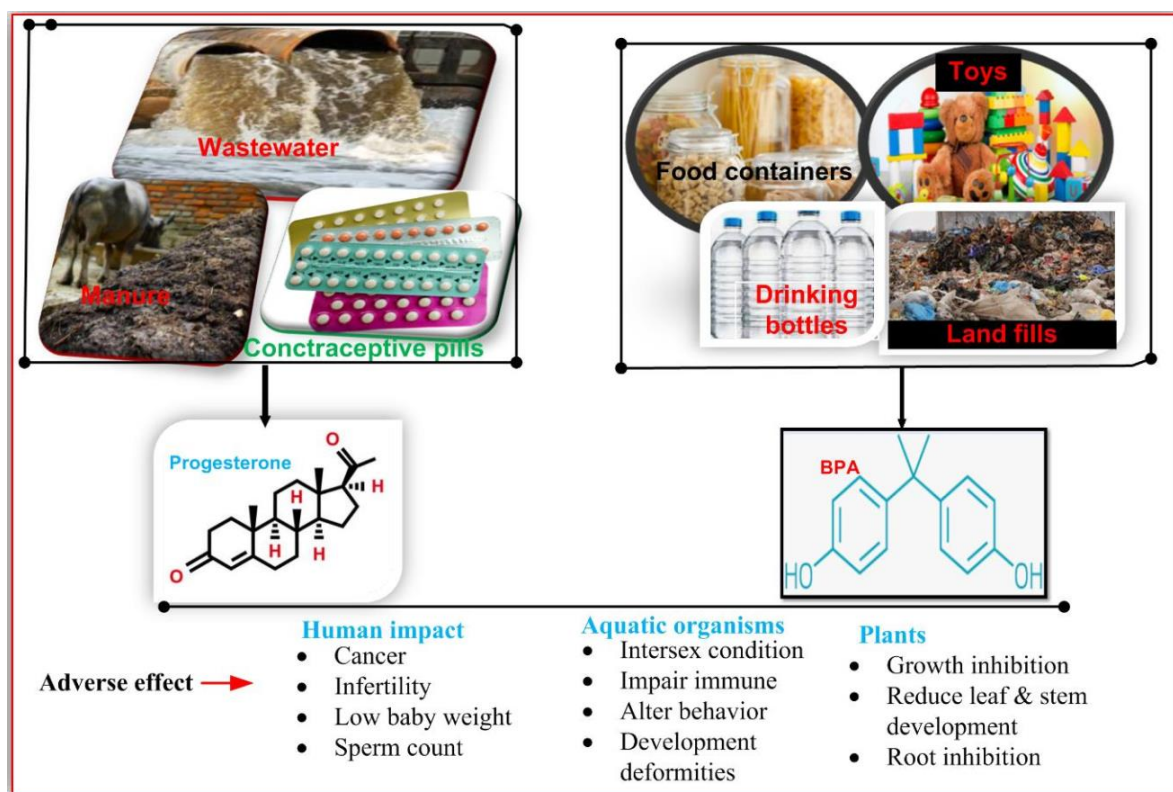 Wastewater
Manure
Conctraceptive pills
Toys
Food containers
Drinking
bottles
Land fills
Progesterone
O
H
H
H
H
O
BPA
HO
OH
Human impact
• Cancer
• Infertility
• Low baby weight
• Sperm count
Aquatic organisms
• Intersex condition
• Impair immune
• Alter behavior
• Development
deformities
Plants
• Growth inhibition
• Reduce leaf & stem
development
• Root inhibition
Adverse effect